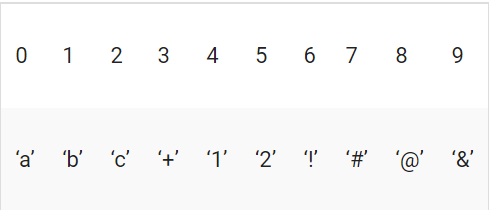 0 1 2 3 4 5 6 7 8 9
‘a’ ‘b’ ‘c’ ‘+’ ‘1’ ‘2’ ‘!’ ‘#’ ‘@’ ‘&’